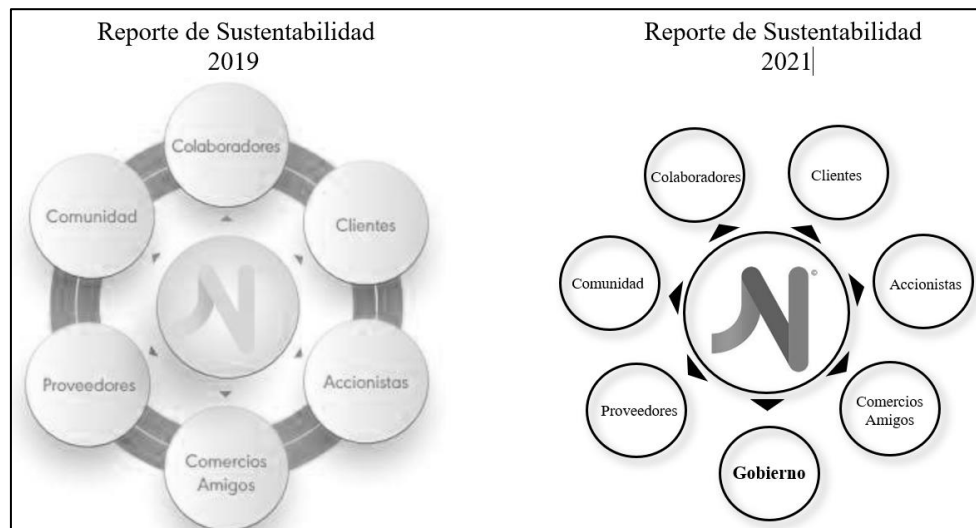 Reporte de Sustentabilidad
2019
Colaboradores
Comunidad
Clientes
Proveedores
Accionistas
Comercios
Amigos
Reporte de Sustentabilidad
2021
Colaboradores
Clientes
Comunidad
Accionistas
Proveedores
Comercios
Amigos
Gobierno
N
©